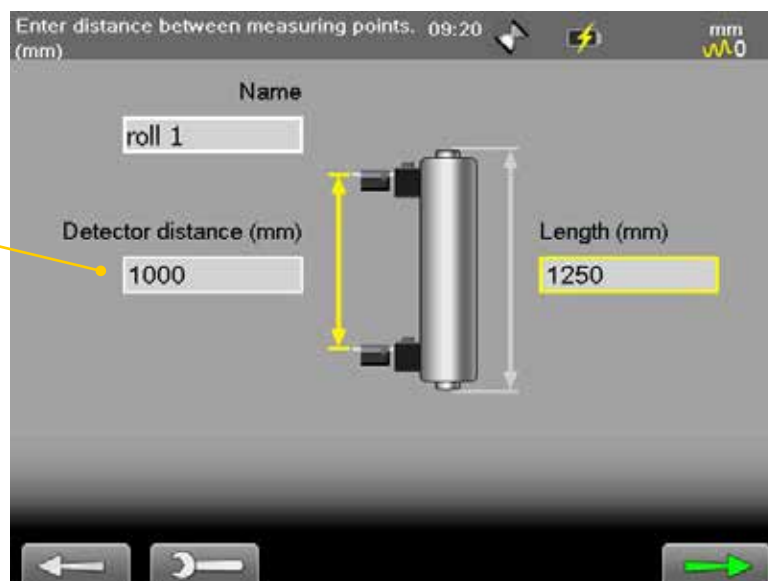 Enter distance between measuring points. 09:20
(mm)
mm
0
Name
roll 1
Detector distance (mm)
1000
Length (mm)
1250